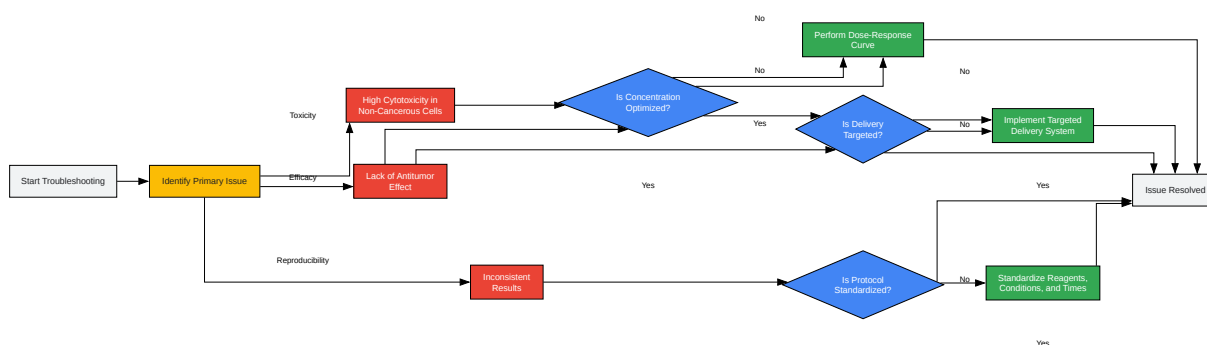 No
Perform Dose-Response
Curve
No
No
High Cytotoxicity in
Non-Cancerous Cells
Is Concentration
Optimized?
Toxicity
Yes
Is Delivery
Targeted?
No
Implement Targeted
Delivery System
Start Troubleshooting
Identify Primary Issue
Efficacy
Lack of Antitumor
Effect
Yes
Yes
Issue Resolved
Reproducibility
Inconsistent
Results
Is Protocol
Standardized?
No
Standardize Reagents,
Conditions, and Times
Yes